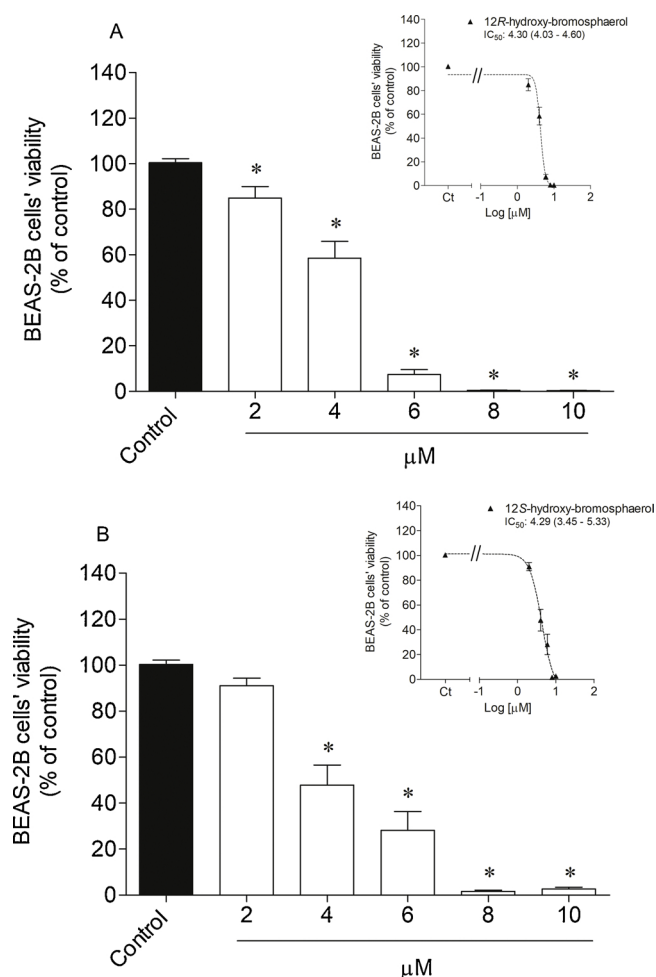 A
BEAS-2B cells' viability
(% of control)
140
120
100
80
60
40
20
0
*
*
*
*
*
Control
2
4
6
8
10
μM
12R-hydroxy-bromosphaerol
IC50: 4.30 (4.03 - 4.60)
BEAS-2B cells' viability
(% of control)
140
120
100
80
60
40
20
0
//
//
Ct
-1
0
1
2
Log [μM]
B
BEAS-2B cells' viability
(% of control)
140
120
100
80
60
40
20
0
*
*
*
*
Control
2
4
6
8
10
μM
12S-hydroxy-bromosphaerol
IC50: 4.29 (3.45 - 5.33)
BEAS-2B cells' viability
(% of control)
140
120
100
80
60
40
20
0
//
//
Ct
-1
0
1
2
Log [μM]